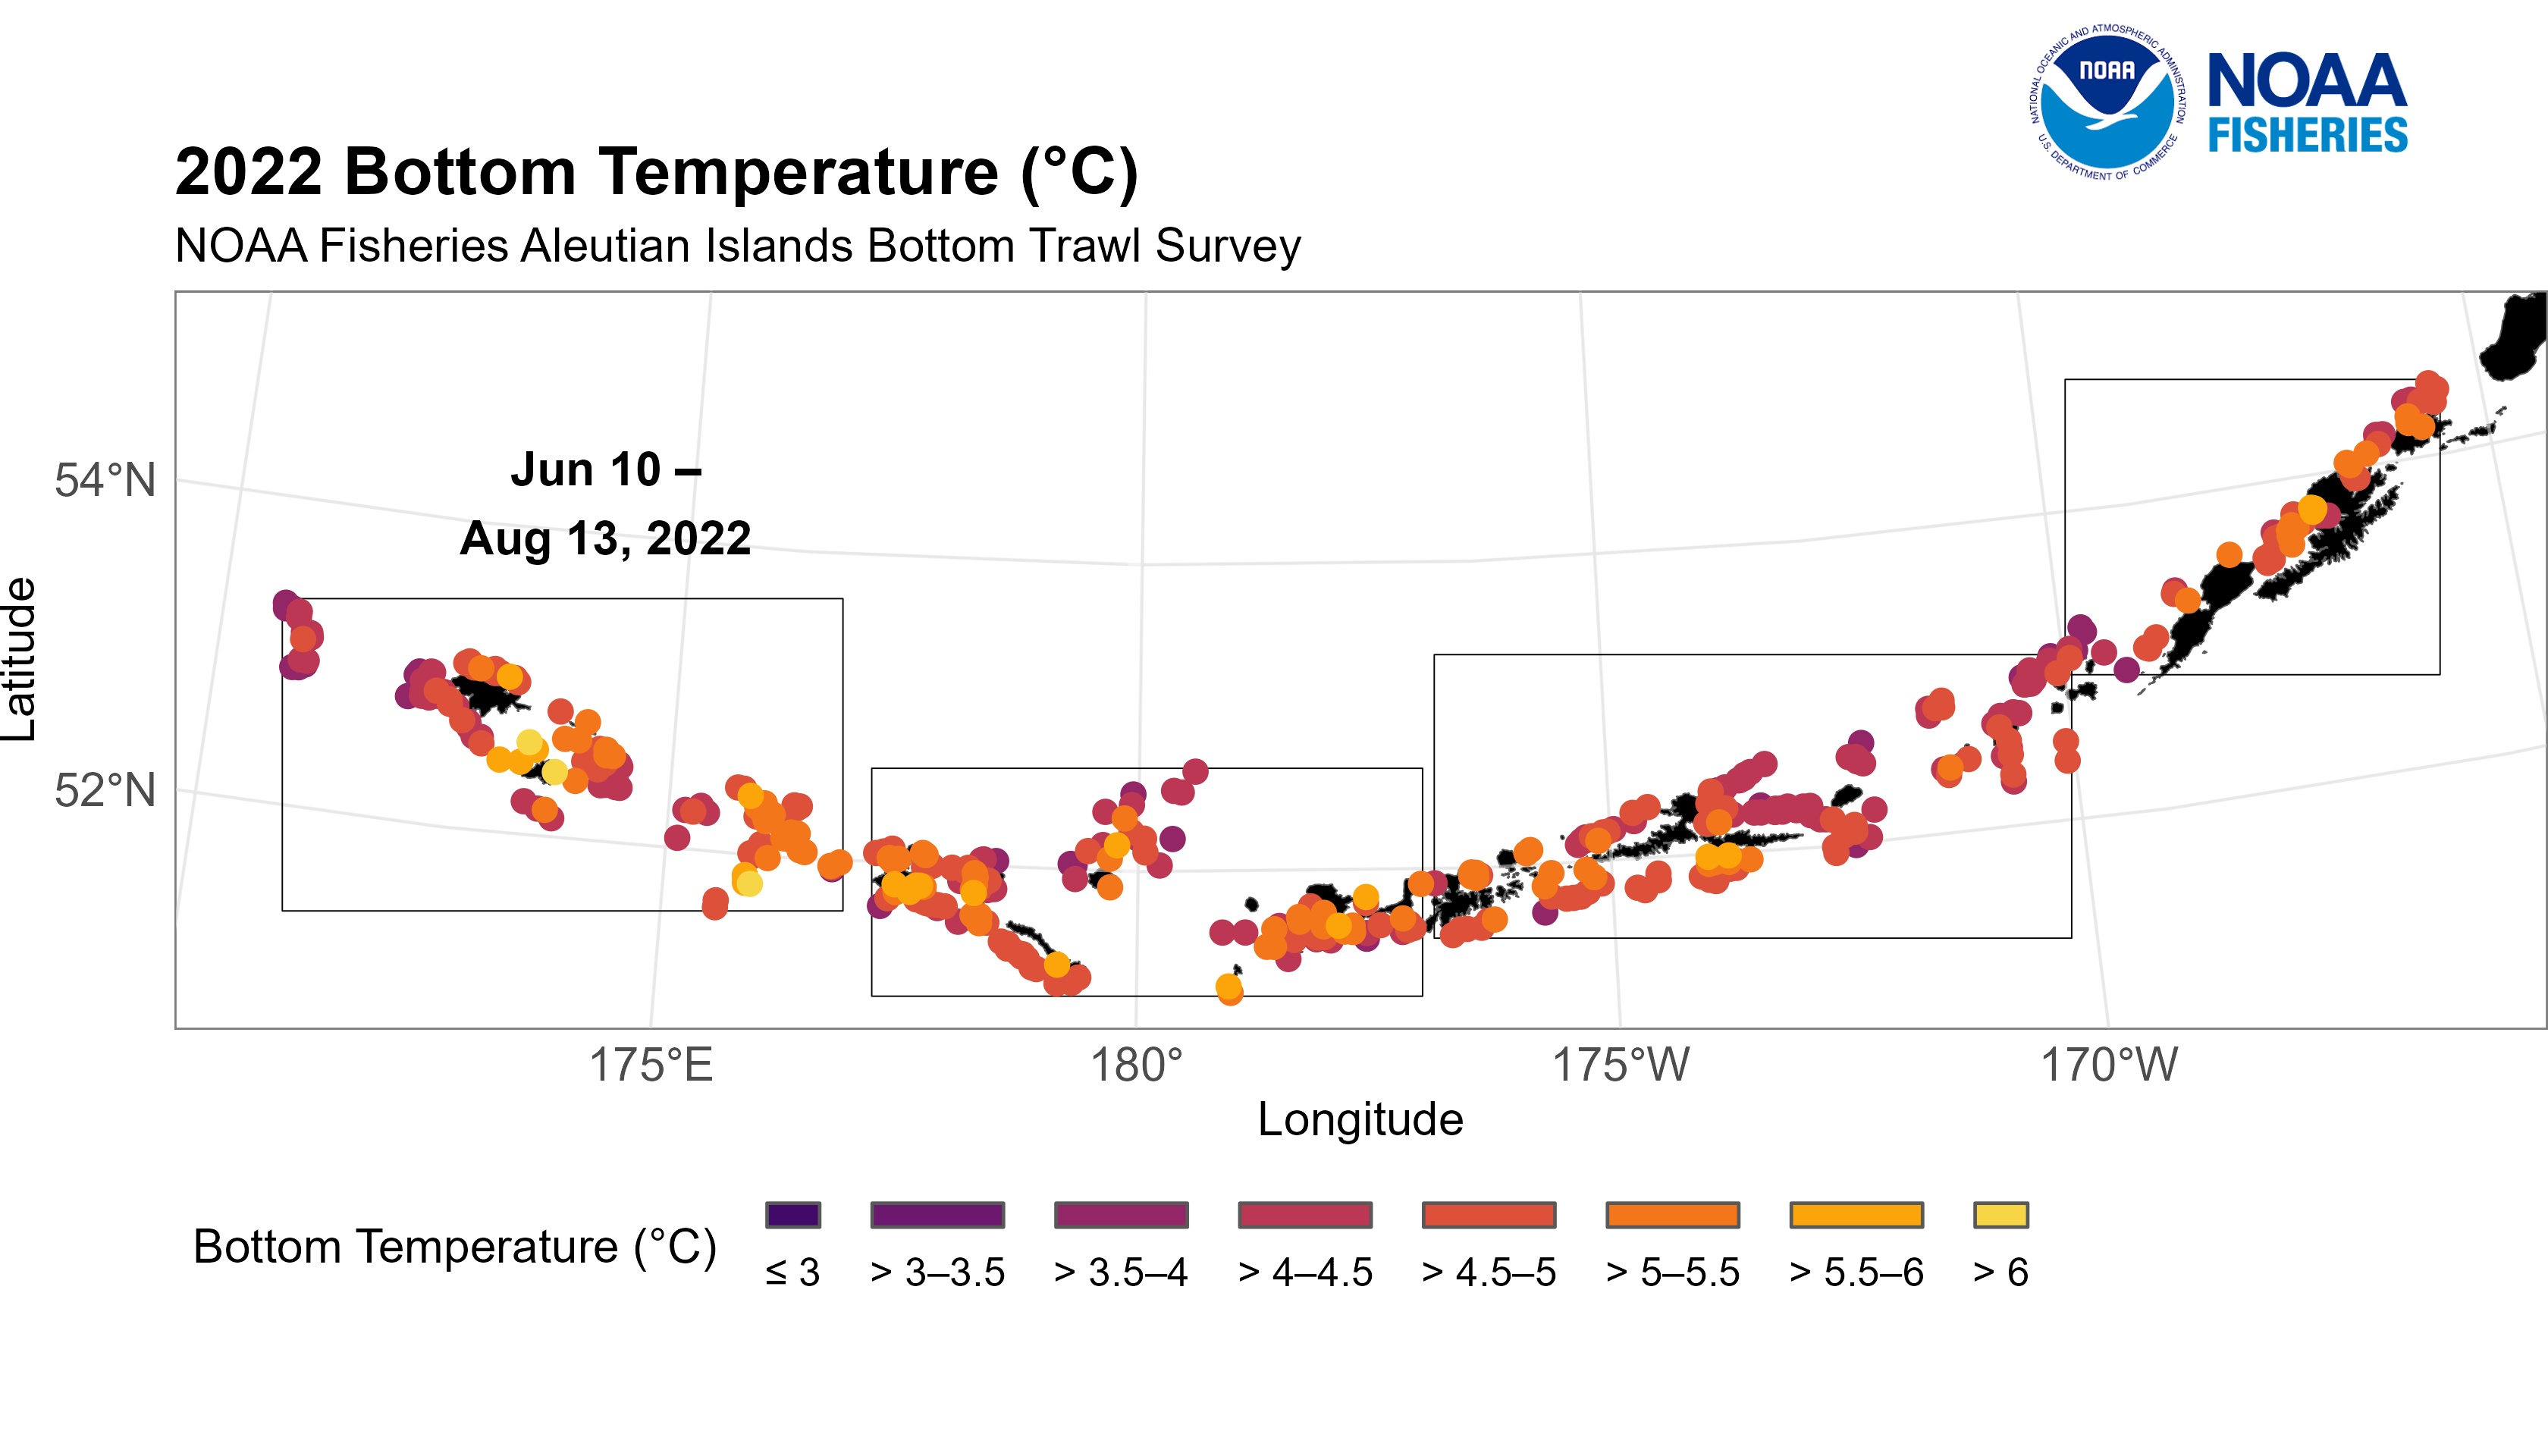 NATIONAL OCEANIC AND ATMOSPHERIC ADMINISTRATION
U.S. DEPARTMENT OF COMMERCE
NOAA
NOAA
FISHERIES
2022 Bottom Temperature (°C)
NOAA Fisheries Aleutian Islands Bottom Trawl Survey
Jun 10 –
Aug 13, 2022
54°N
52°N
Latitude
175°E
180°
175°W
170°W
Longitude
Bottom Temperature (°C)
≤ 3
> 3–3.5
> 3.5–4
> 4–4.5
> 4.5–5
> 5–5.5
> 5.5–6
> 6